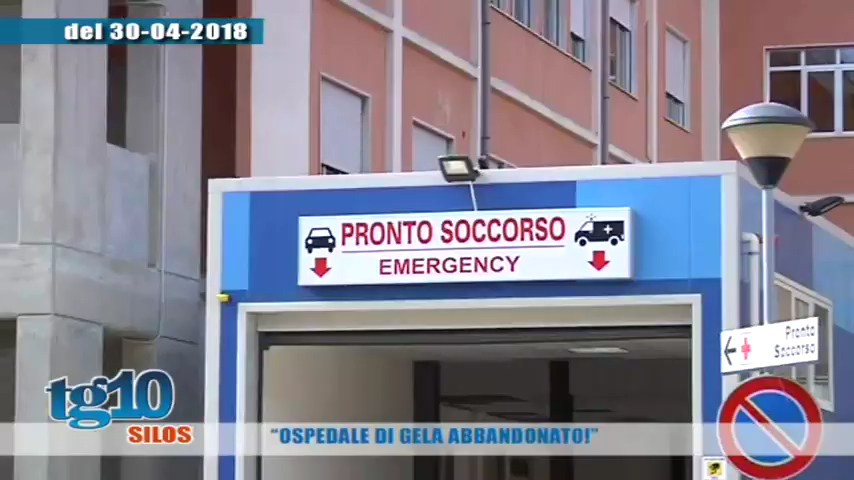 del 30-04-2018
PRONTO SOCCORSO
EMERGENCY
Pronto
Soccorso
tg10
SILOS
“OSPEDALE DI GELA ABBANDONATO!”